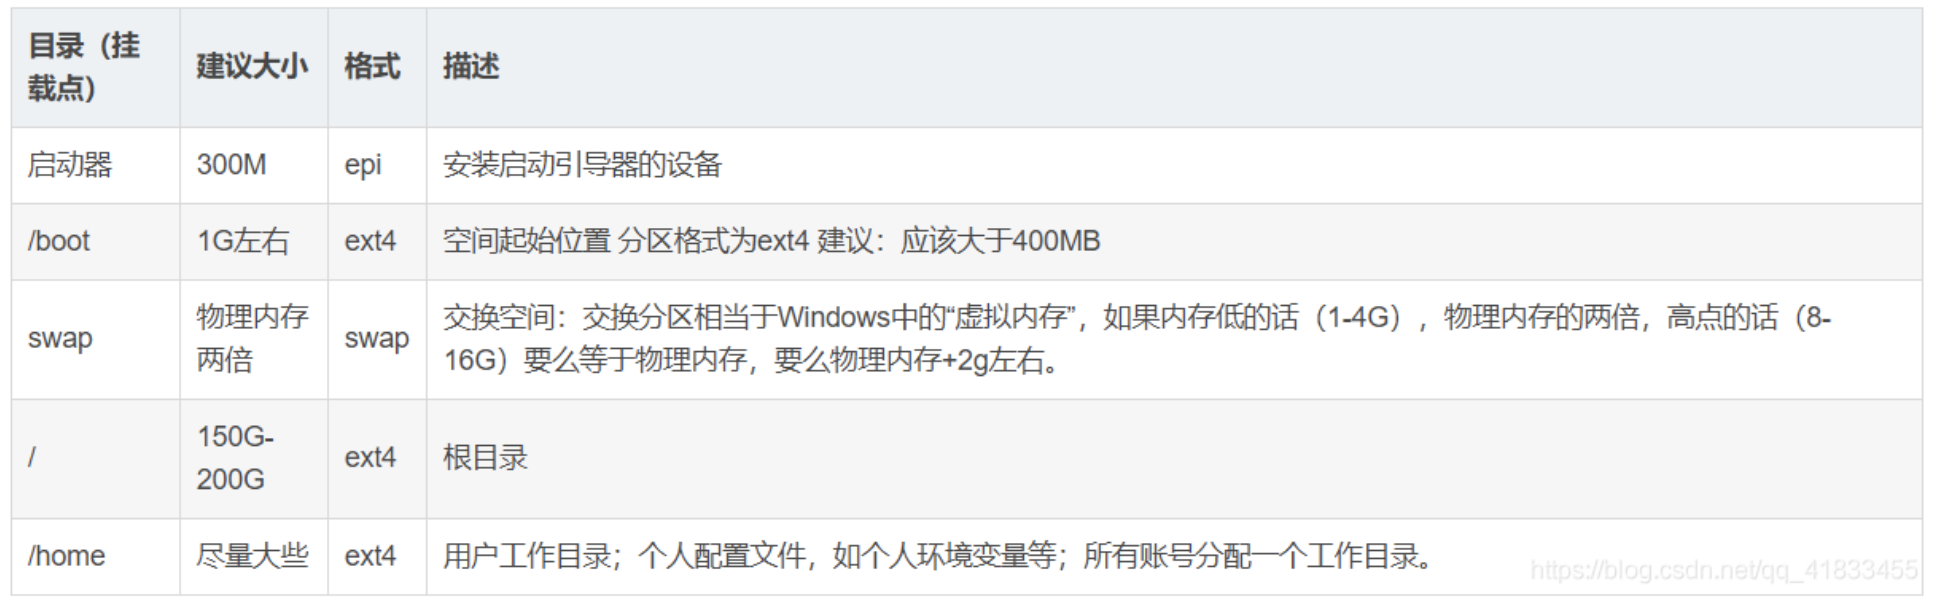 目录（挂
载点）
建议大小
格式
描述
启动器
300M
epi
安装启动引导器的设备
/boot
1G左右
ext4
空间起始位置 分区格式为ext4 建议：应该大于400MB
swap
物理内存
两倍
swap
交换空间：交换分区相当于Windows中的“虚拟内存”，如果内存低的话（1-4G），物理内存的两倍，高点的话（8-
16G）要么等于物理内存，要么物理内存+2g左右。
/
150G-
200G
ext4
根目录
/home
尽量大些
ext4
用户工作目录；个人配置文件，如个人环境变量等；所有账号分配一个工作目录。
https://blog.csdn.net/qq_41833455